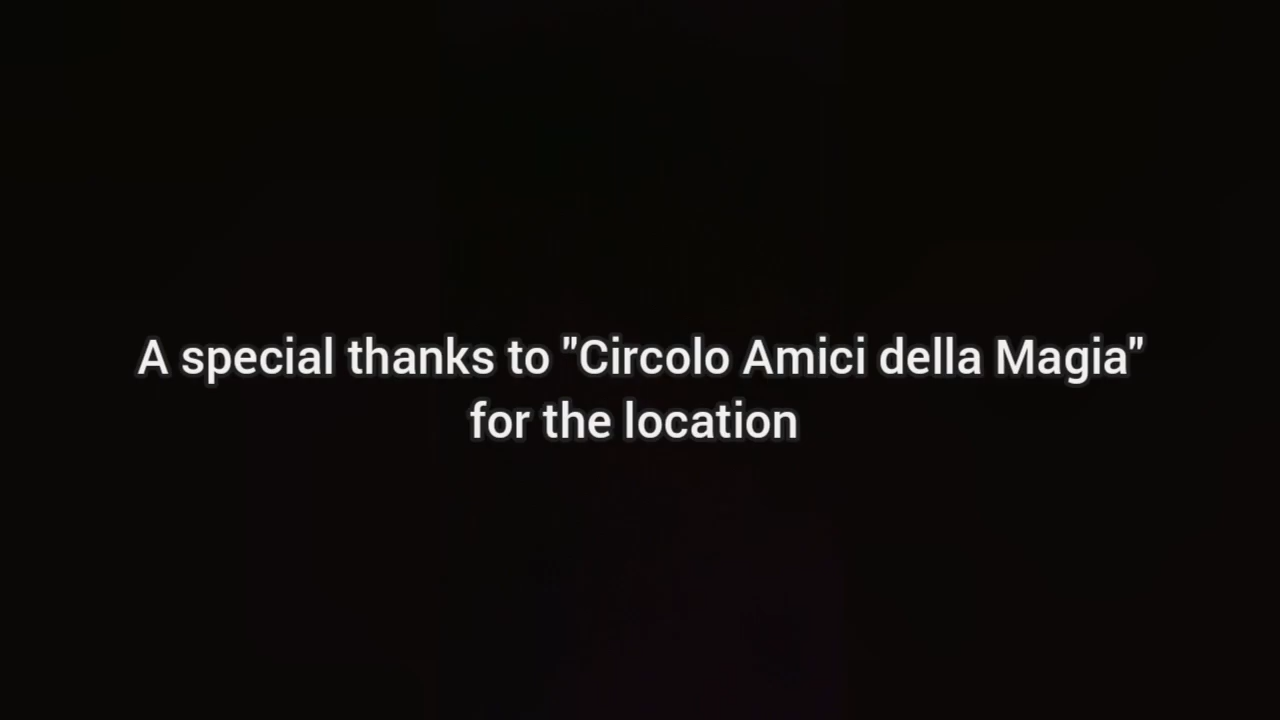 A special thanks to "Circolo Amici della Magia"
for the location